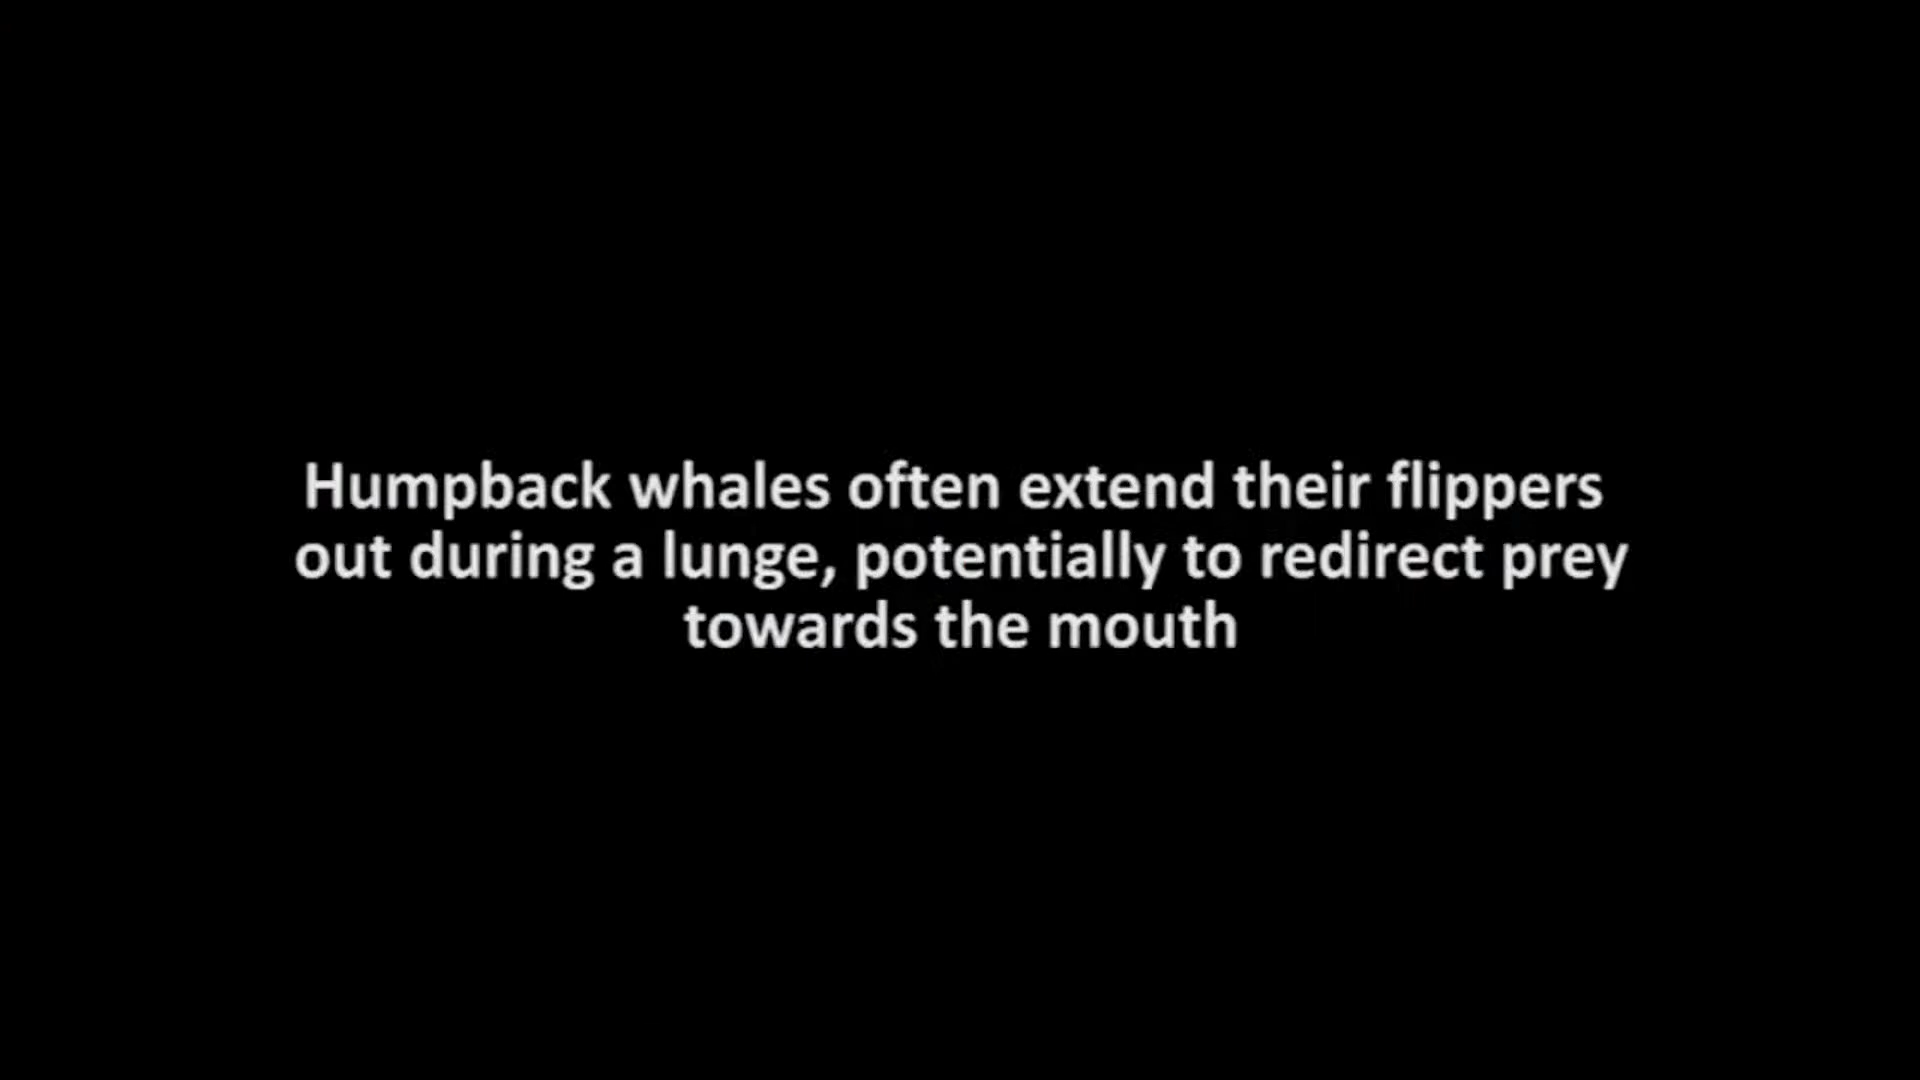 Humpback whales often extend their flippers
out during a lunge, potentially to redirect prey
towards the mouth